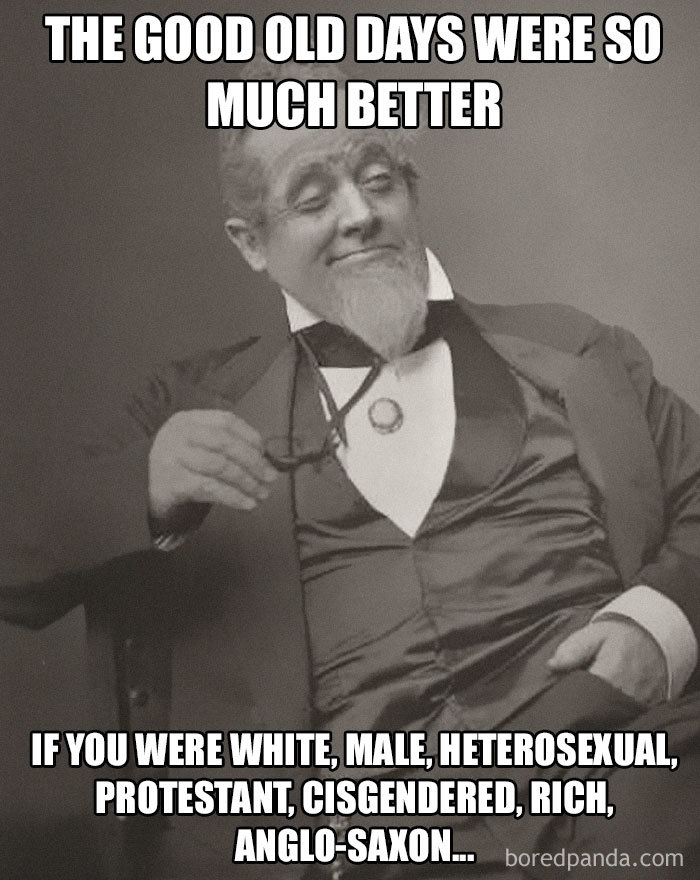 THE GOOD OLD DAYS WERE SO
MUCH BETTER
IF YOU WERE WHITE, MALE, HETEROSEXUAL,
PROTESTANT, CISGENDERED, RICH,
ANGLO-SAXON...
boredpanda.com